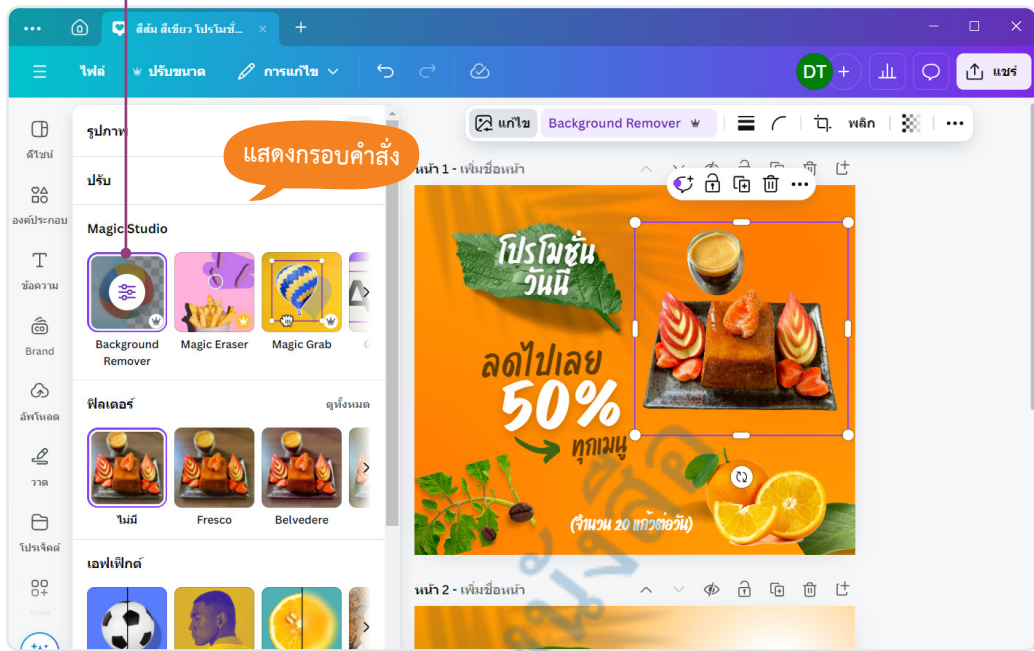 สีส้ม สีเขียว โปรโมชั่...
ไฟล์ ปรับขนาด การแก้ไข DT แชร์
แก้ไข Background Remover พลิก
ดีไซน์
องค์ประกอบ
ข้อความ
Brand
อัพโหลด
วาด
โปรเจ็คต์
รูปภาพ
แสดงกรอบคำสั่ง
ปรับ
Magic Studio
Background Remover
Magic Eraser
Magic Grab
ฟิลเตอร์ ดูทั้งหมด
ไม่มี
Fresco
Belvedere
เอฟเฟ็กต์
หน้า 1 - เพิ่มชื่อหน้า
โปรโมชั่น
วันนี้
ลดไปเลย
50%
ทุกเมนู
(จำนวน 20 แก้วต่อวัน)
หน้า 2 - เพิ่มชื่อหน้า